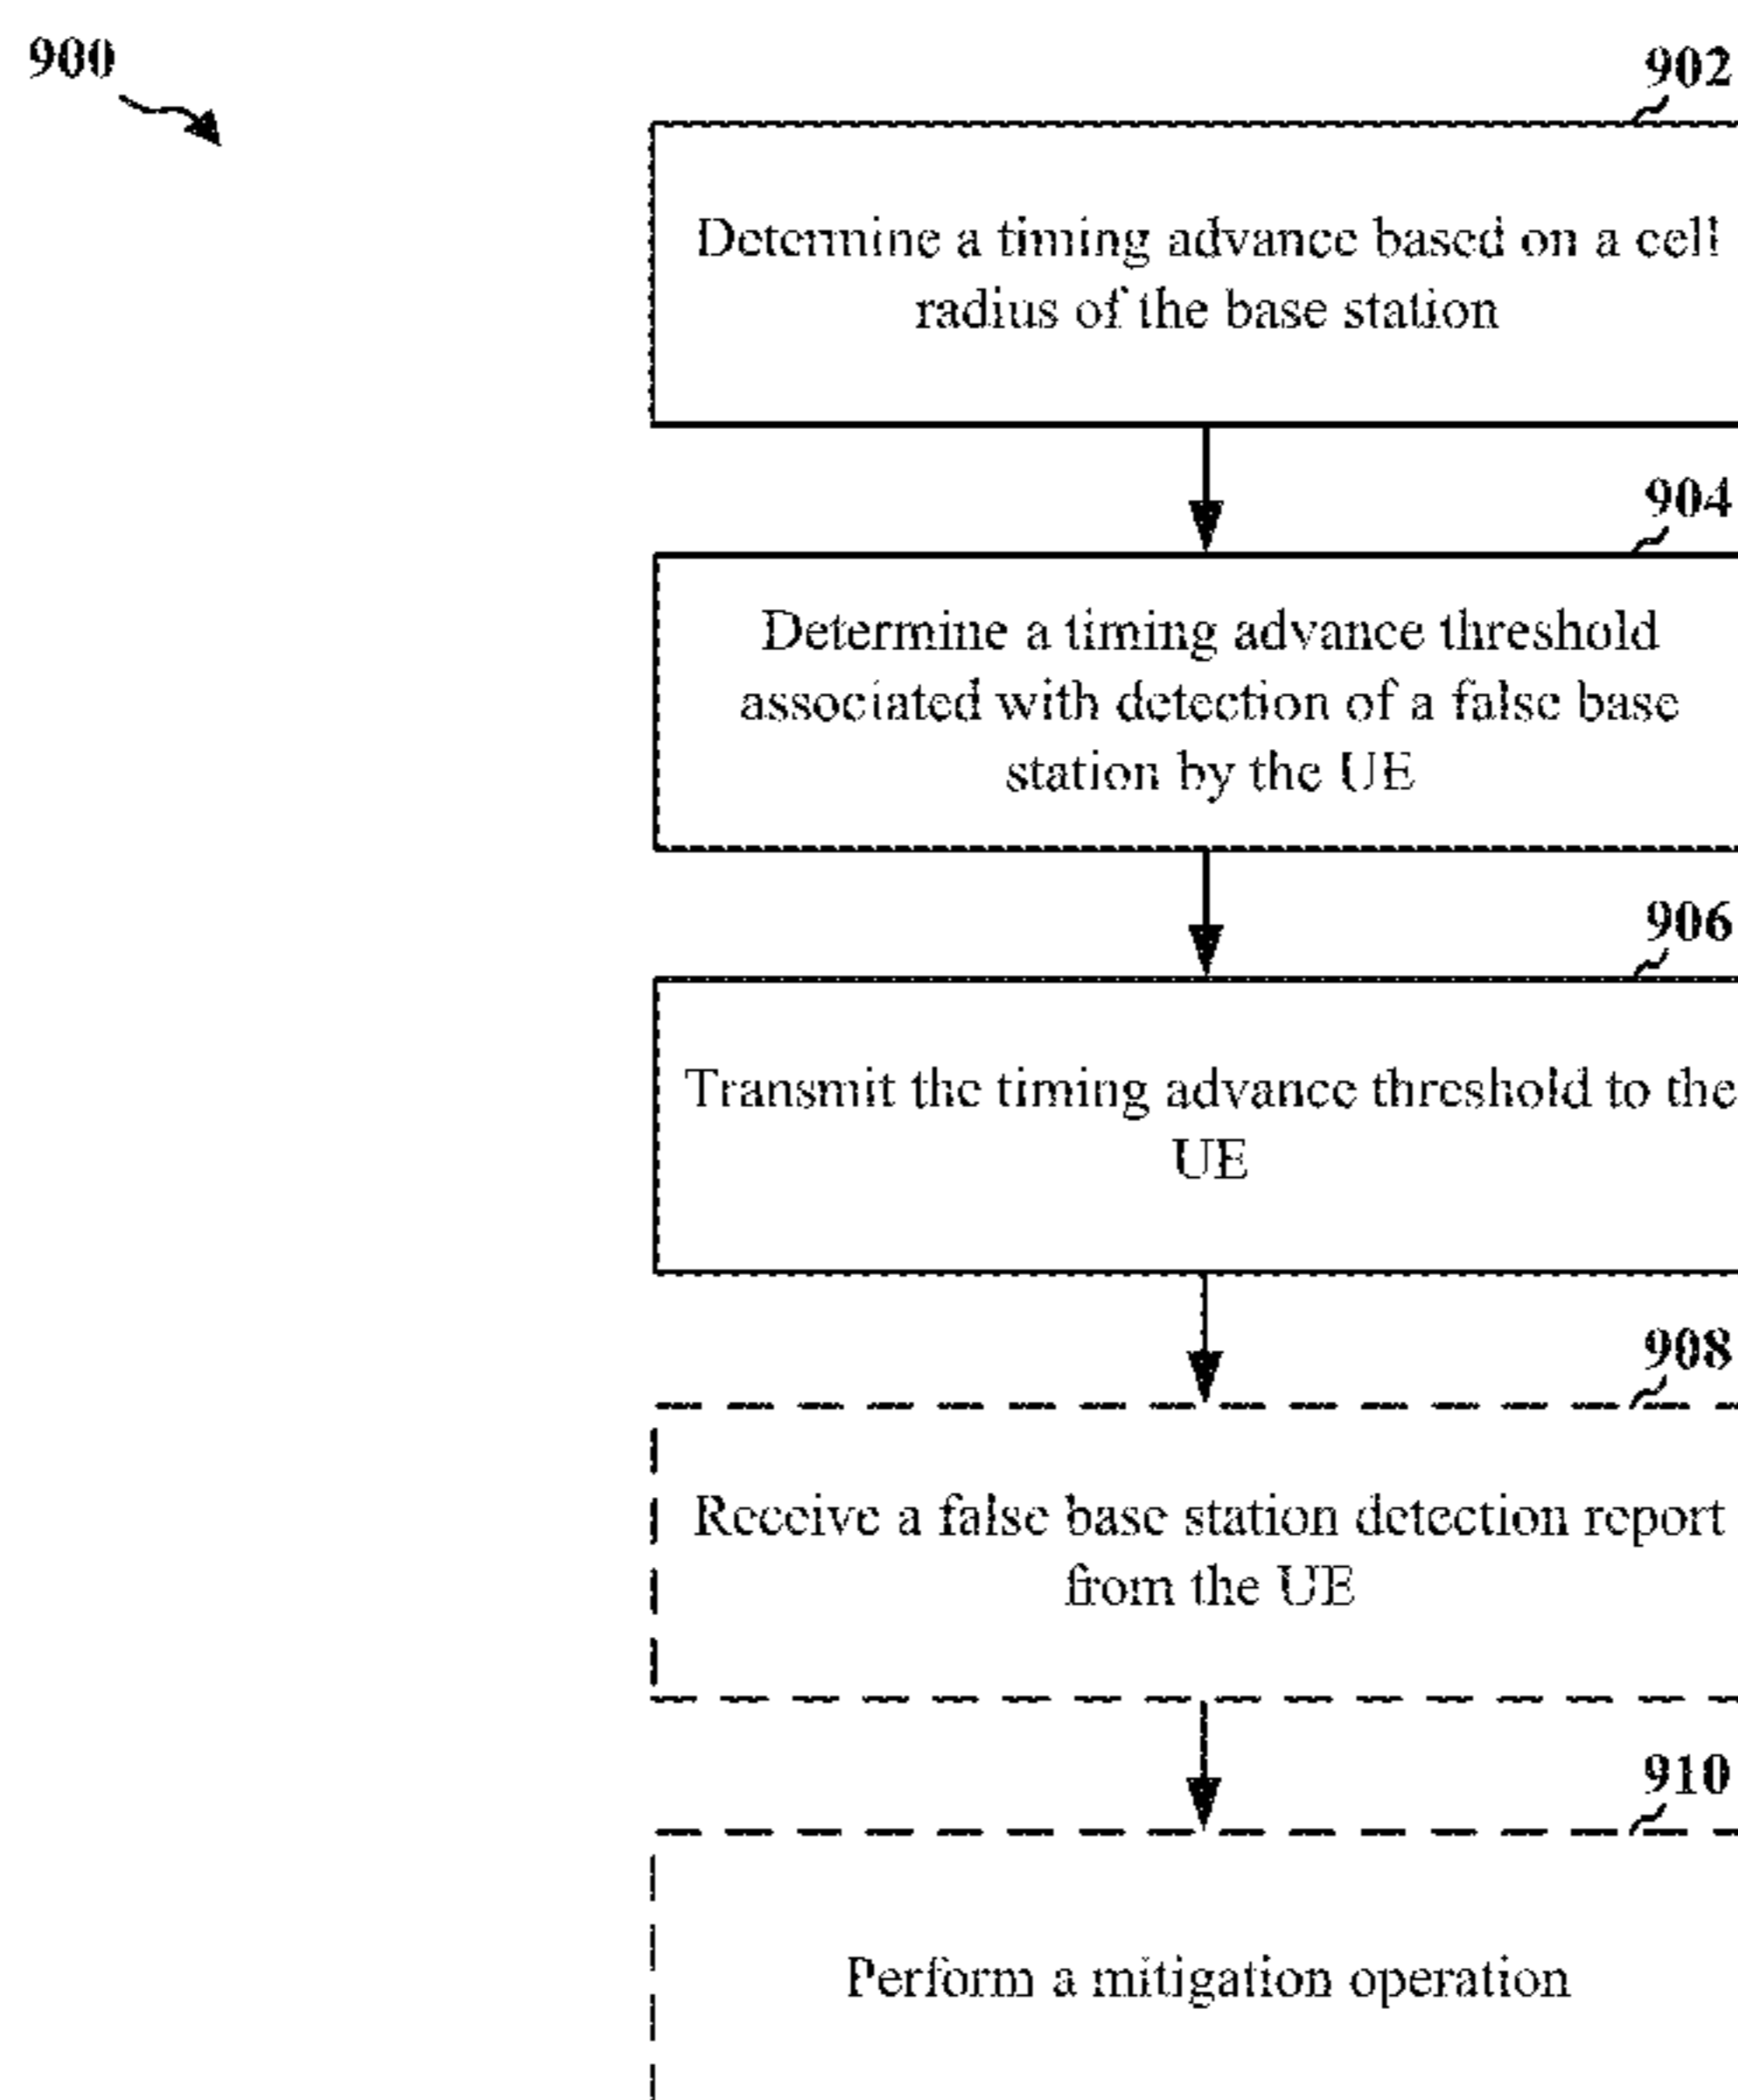 900
902
Determine a timing advance based on a cell
radius of the base station
904
Determine a timing advance threshold
associated with detection of a false base
station by the UE
906
Transmit the timing advance threshold to the
UE
908
Receive a false base station detection report
from the UE
910
Perform a mitigation operation